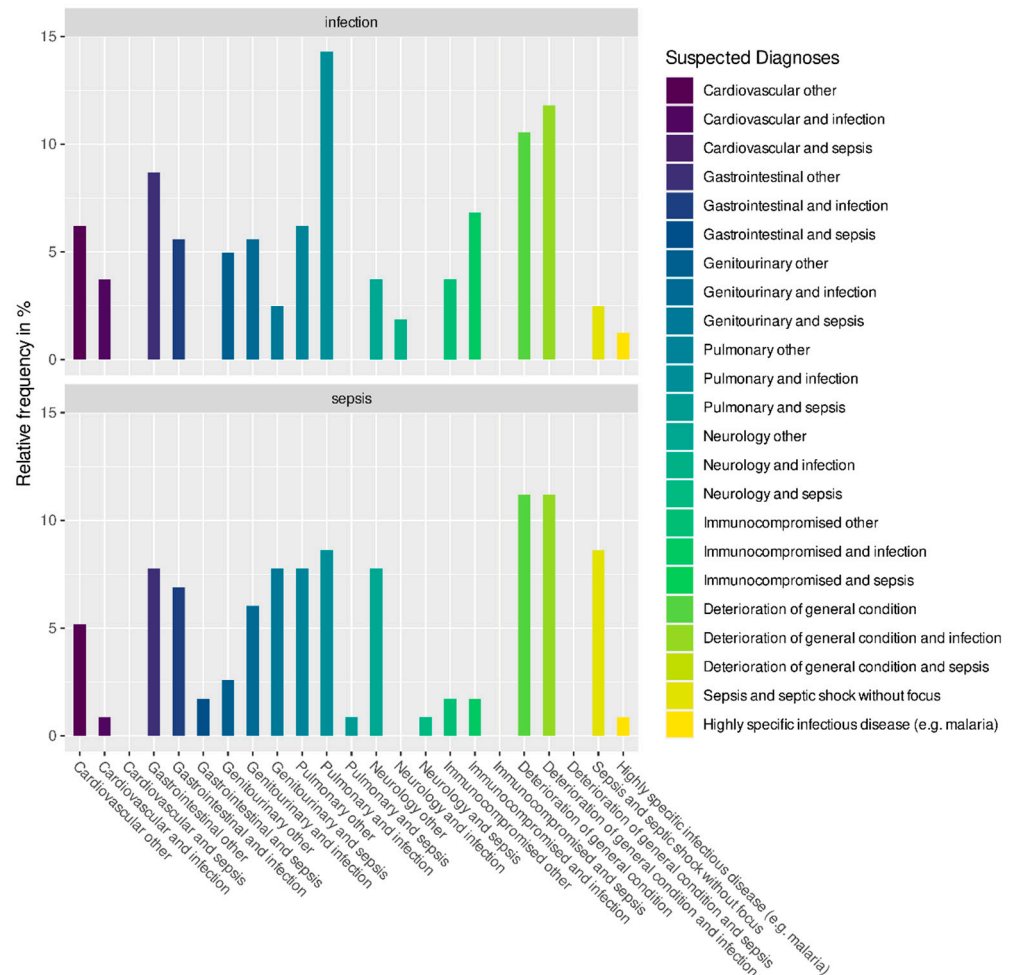 infection
15
10
5
0
Relative frequency in %
sepsis
15
10
5
0
Cardiovascular other
Cardiovascular and infection
Cardiovascular and sepsis
Gastrointestinal other
Gastrointestinal and infection
Gastrointestinal and sepsis
Genitourinary other
Genitourinary and infection
Genitourinary and sepsis
Pulmonary other
Pulmonary and infection
Pulmonary and sepsis
Neurology other
Neurology and infection
Neurology and sepsis
Immunocompromised other
Immunocompromised and infection
Immunocompromised and sepsis
Deterioration of general condition
Deterioration of general condition and infection
Deterioration of general condition and sepsis
Sepsis and septic shock without focus
Highly specific infectious disease (e.g. malaria)
Suspected Diagnoses
Cardiovascular other
Cardiovascular and infection
Cardiovascular and sepsis
Gastrointestinal other
Gastrointestinal and infection
Gastrointestinal and sepsis
Genitourinary other
Genitourinary and infection
Genitourinary and sepsis
Pulmonary other
Pulmonary and infection
Pulmonary and sepsis
Neurology other
Neurology and infection
Neurology and sepsis
Immunocompromised other
Immunocompromised and infection
Immunocompromised and sepsis
Deterioration of general condition
Deterioration of general condition and infection
Deterioration of general condition and sepsis
Sepsis and septic shock without focus
Highly specific infectious disease (e.g. malaria)